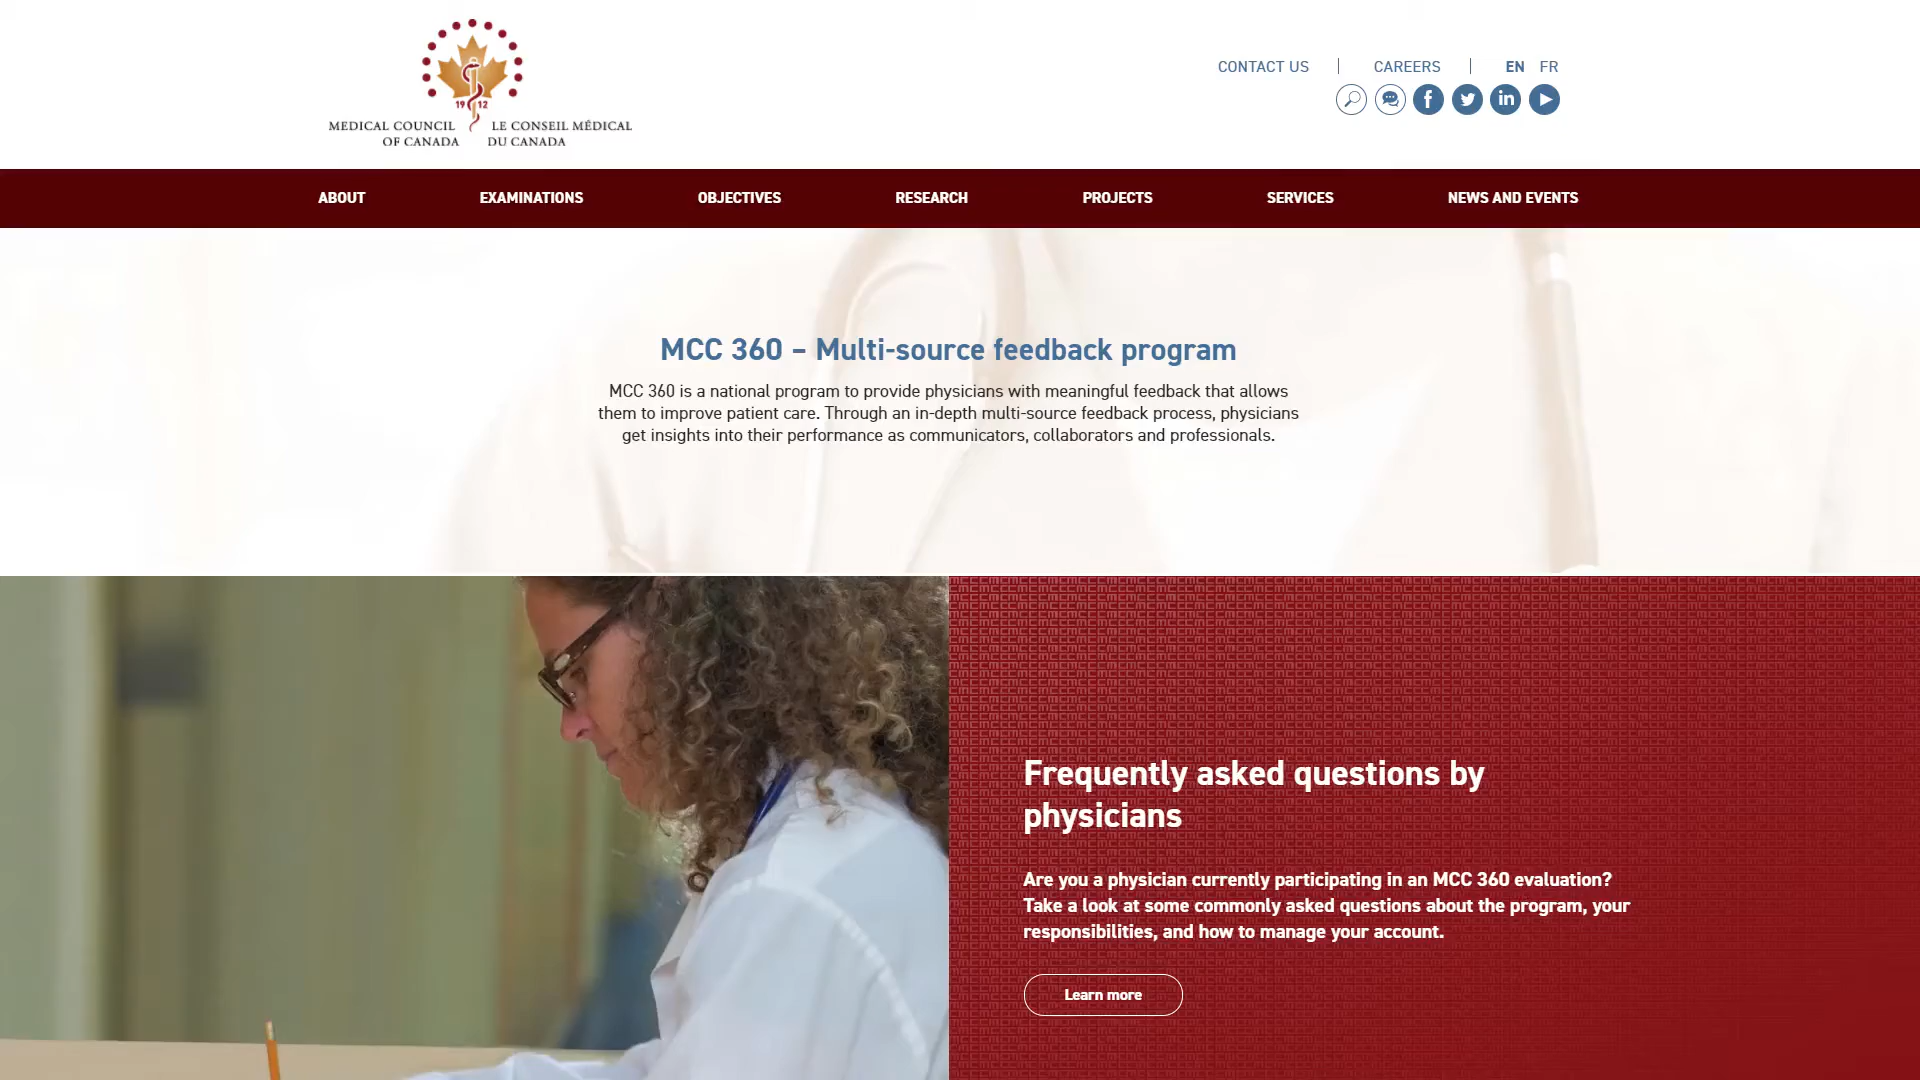 19 12
MEDICAL COUNCIL LE CONSEIL MÉDICAL
OF CANADA DU CANADA
CONTACT US CAREERS EN FR
ABOUT EXAMINATIONS OBJECTIVES RESEARCH PROJECTS SERVICES NEWS AND EVENTS
MCC 360 – Multi-source feedback program
MCC 360 is a national program to provide physicians with meaningful feedback that allows
them to improve patient care. Through an in-depth multi-source feedback process, physicians
get insights into their performance as communicators, collaborators and professionals.
Frequently asked questions by
physicians
Are you a physician currently participating in an MCC 360 evaluation?
Take a look at some commonly asked questions about the program, your
responsibilities, and how to manage your account.
Learn more